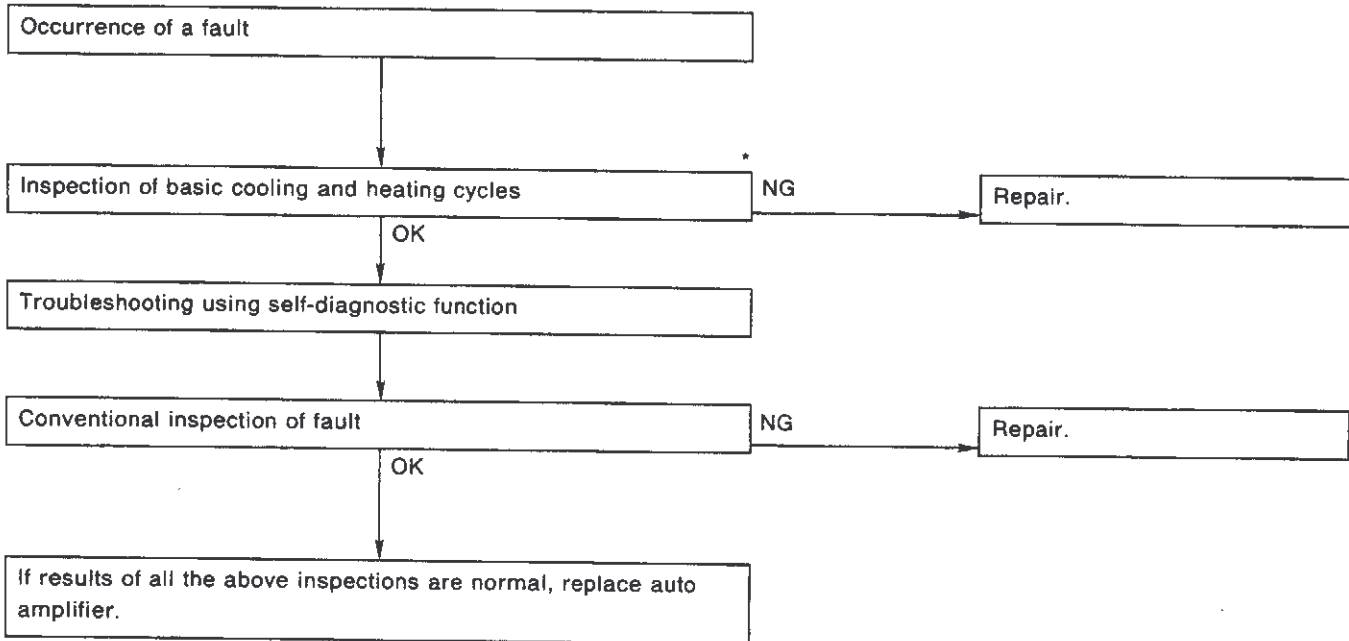 Occurrence of a fault
*
Inspection of basic cooling and heating cycles
NG
Repair.
OK
Troubleshooting using self-diagnostic function
Conventional inspection of fault
NG
Repair.
OK
If results of all the above inspections are normal, replace auto
amplifier.